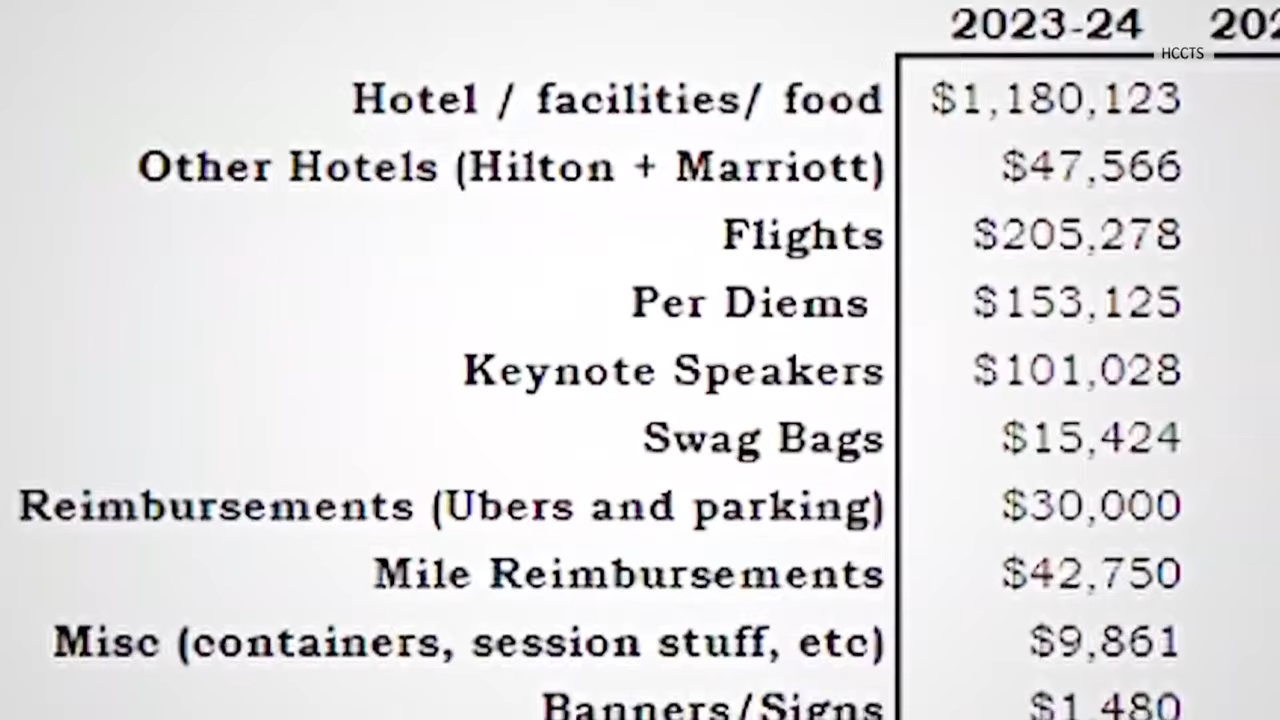 2023-24
HCCTS
Hotel / facilities/ food $1,180,123
Other Hotels (Hilton + Marriott) $47,566
Flights $205,278
Per Diems $153,125
Keynote Speakers $101,028
Swag Bags $15,424
Reimbursements (Ubers and parking) $30,000
Mile Reimbursements $42,750
Misc (containers, session stuff, etc) $9,861
Banners/Signs $1,480